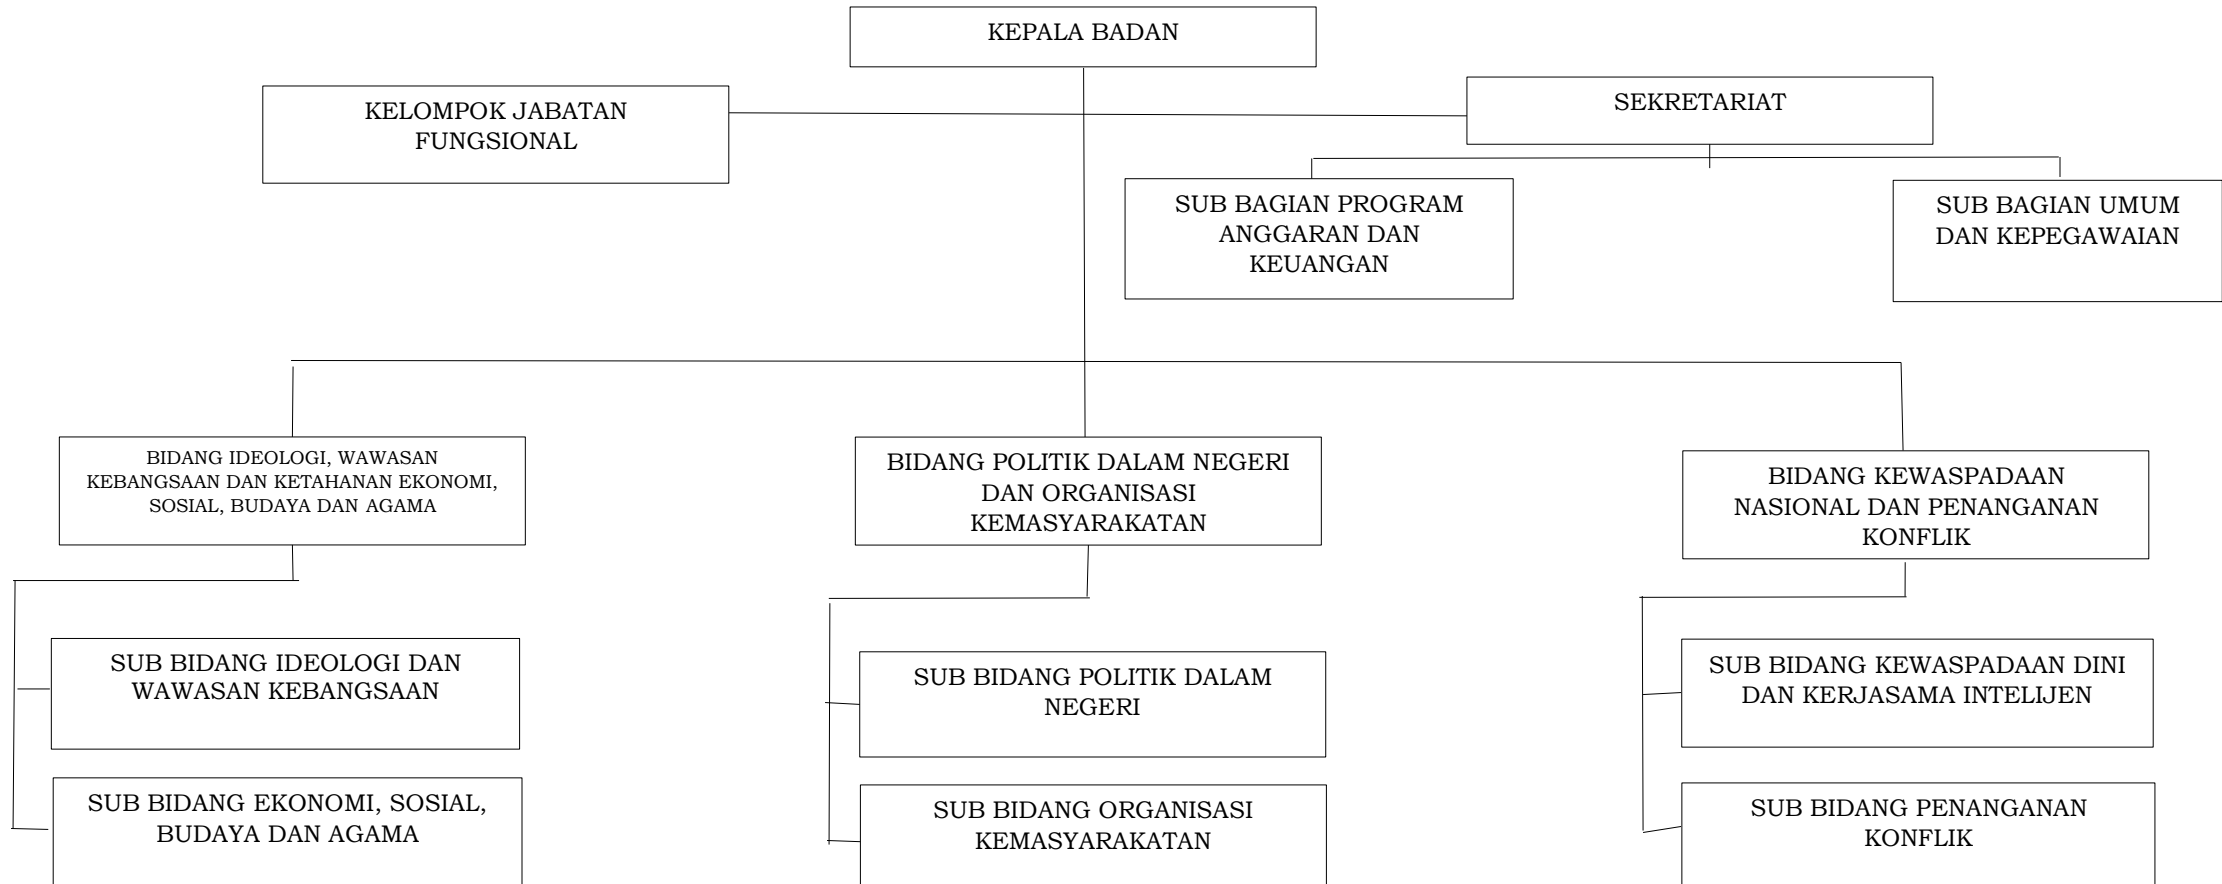 KEPALA BADAN
KELOMPOK JABATAN
FUNGSIONAL
SEKRETARIAT
SUB BAGIAN PROGRAM
ANGGARAN DAN
KEUANGAN
SUB BAGIAN UMUM
DAN KEPEGAWAIAN
BIDANG IDEOLOGI, WAWASAN
KEBANGSAAN DAN KETAHANAN EKONOMI,
SOSIAL, BUDAYA DAN AGAMA
BIDANG POLITIK DALAM NEGERI
DAN ORGANISASI
KEMASYARAKATAN
BIDANG KEWASPADAAN
NASIONAL DAN PENANGANAN
KONFLIK
SUB BIDANG IDEOLOGI DAN
WAWASAN KEBANGSAAN
SUB BIDANG POLITIK DALAM
NEGERI
SUB BIDANG KEWASPADAAN DINI
DAN KERJASAMA INTELIJEN
SUB BIDANG EKONOMI, SOSIAL,
BUDAYA DAN AGAMA
SUB BIDANG ORGANISASI
KEMASYARAKATAN
SUB BIDANG PENANGANAN
KONFLIK